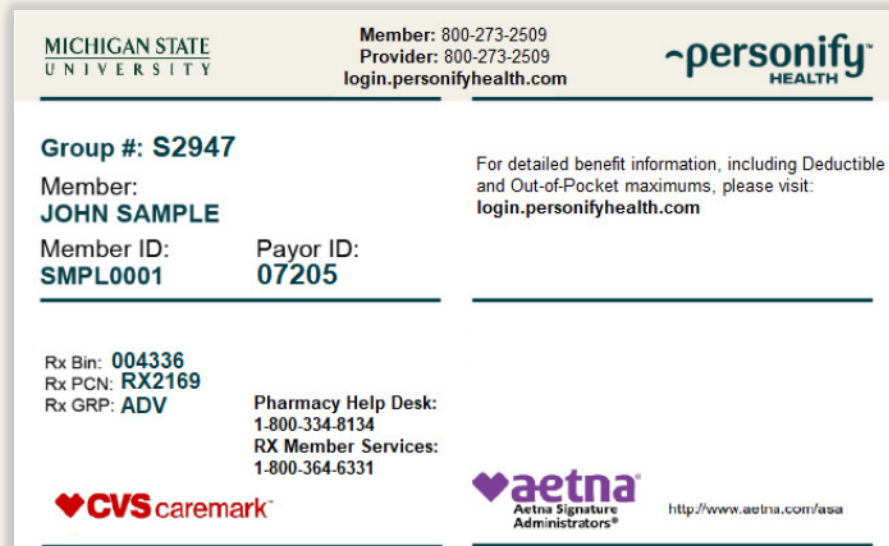 MICHIGAN STATE
UNIVERSITY
Member: 800-273-2509
Provider: 800-273-2509
login.personifyhealth.com
personify™
HEALTH
Group #: S2947
Member:
JOHN SAMPLE
Member ID:
SMPL0001
Payor ID:
07205
For detailed benefit information, including Deductible
and Out-of-Pocket maximums, please visit:
login.personifyhealth.com
Rx Bin: 004336
Rx PCN: RX2169
Rx GRP: ADV
Pharmacy Help Desk:
1-800-334-8134
RX Member Services:
1-800-364-6331
CVS caremark™
aetna®
Aetna Signature
Administrators®
http://www.aetna.com/asa